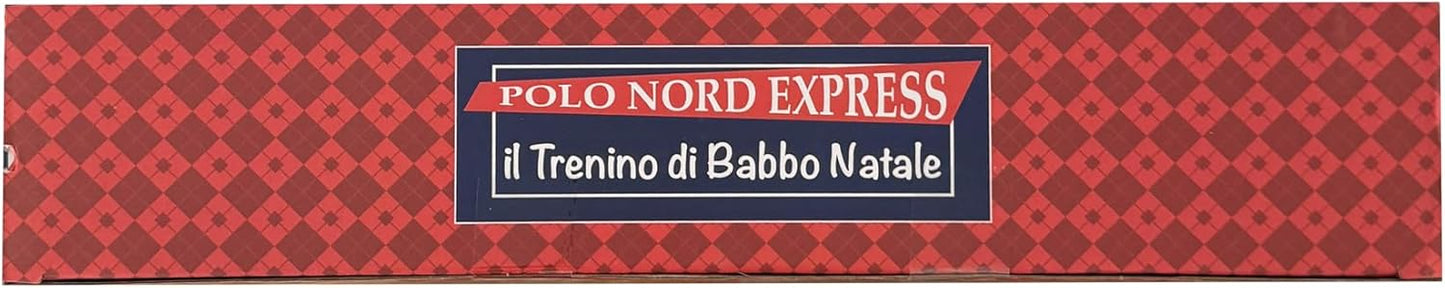 POLO NORD EXPRESS
il Trenino di Babbo Natale